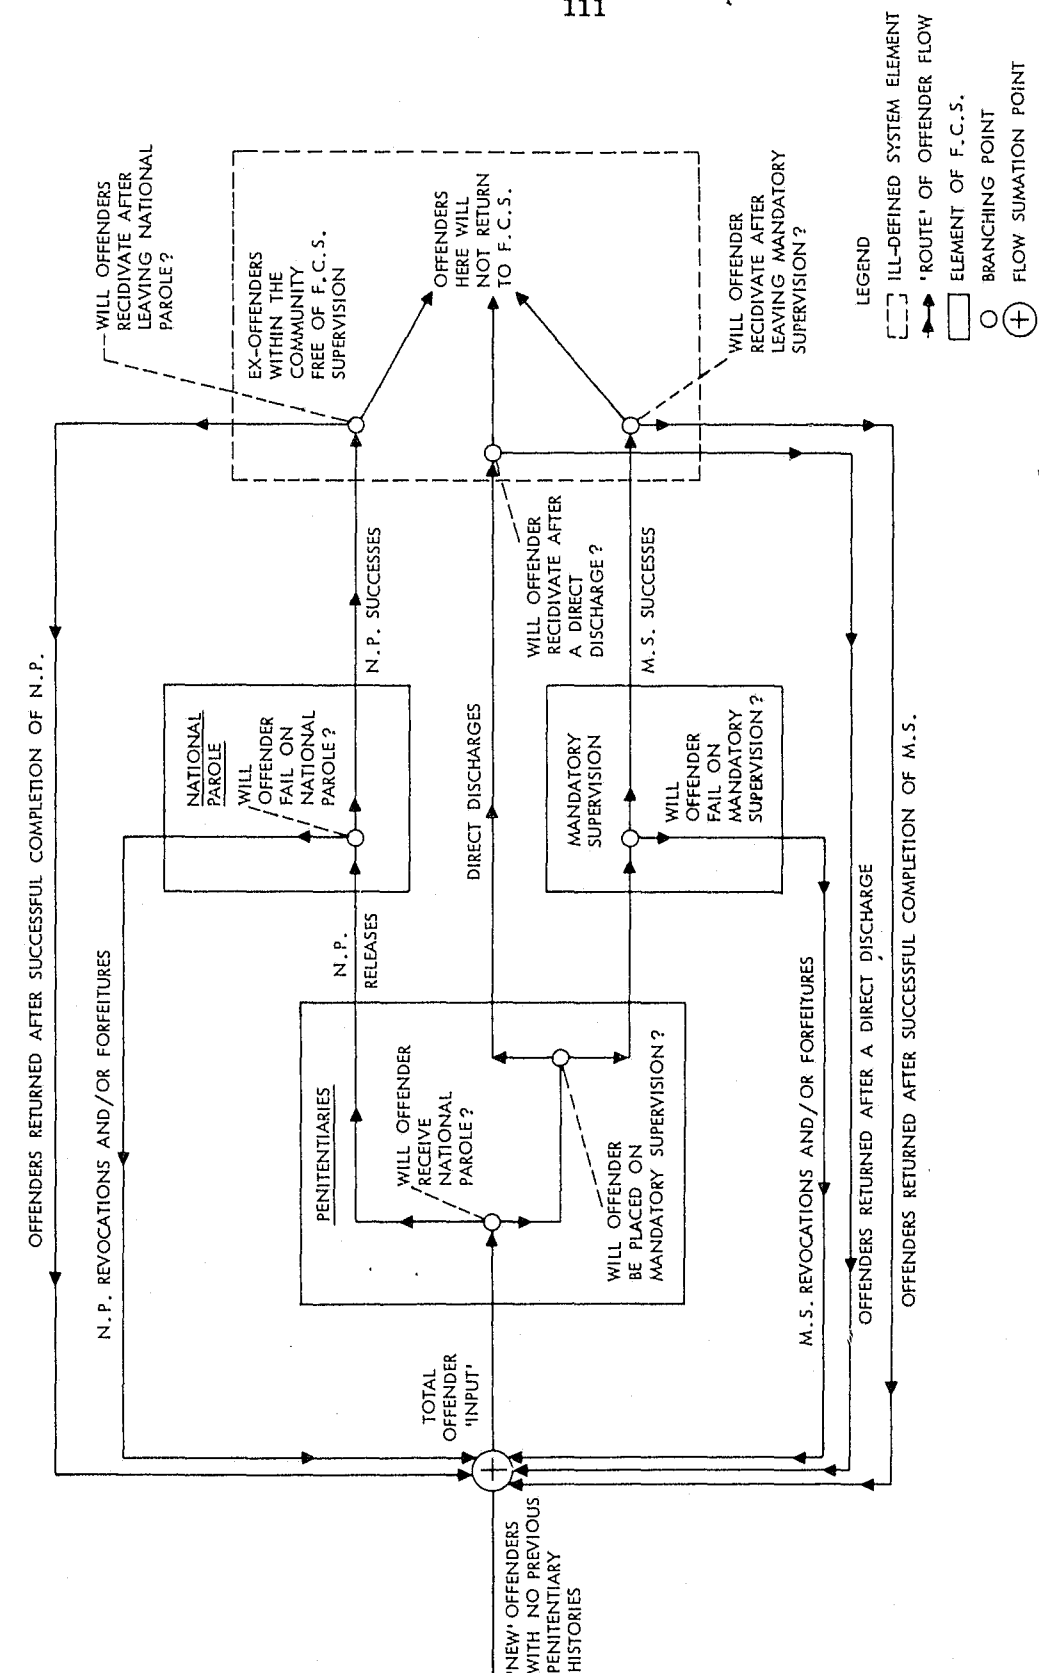 111
OFFENDERS RETURNED AFTER SUCCESSFUL COMPLETION OF N.P.
N.P. REVOCATIONS AND/OR FORFEITURES
'NEW' OFFENDERS
WITH NO PREVIOUS
PENITENTIARY
HISTORIES
TOTAL
OFFENDER
'INPUT'
PENITENTIARIES
WILL OFFENDER
RECEIVE
NATIONAL
PAROLE?
WILL OFFENDER
BE PLACED ON
MANDATORY SUPERVISION?
N.P.
RELEASES
NATIONAL
PAROLE
WILL
OFFENDER
FAIL ON
NATIONAL
PAROLE?
DIRECT DISCHARGES
MANDATORY
SUPERVISION
WILL
OFFENDER
FAIL ON
MANDATORY
SUPERVISION?
N.P. SUCCESSES
WILL OFFENDER
RECIDIVATE AFTER
A DIRECT
DISCHARGE?
M.S. SUCCESSES
WILL OFFENDERS
RECIDIVATE AFTER
LEAVING NATIONAL
PAROLE?
EX-OFFENDERS
WITHIN THE
COMMUNITY
FREE OF F.C.S.
SUPERVISION
OFFENDERS
HERE WILL
NOT RETURN
TO F.C.S.
WILL OFFENDER
RECIDIVATE AFTER
LEAVING MANDATORY
SUPERVISION?
M.S. REVOCATIONS AND/OR FORFEITURES
OFFENDERS RETURNED AFTER A DIRECT DISCHARGE
OFFENDERS RETURNED AFTER SUCCESSFUL COMPLETION OF M.S.
LEGEND
ILL-DEFINED SYSTEM ELEMENT
'ROUTE' OF OFFENDER FLOW
ELEMENT OF F.C.S.
BRANCHING POINT
FLOW SUMATION POINT